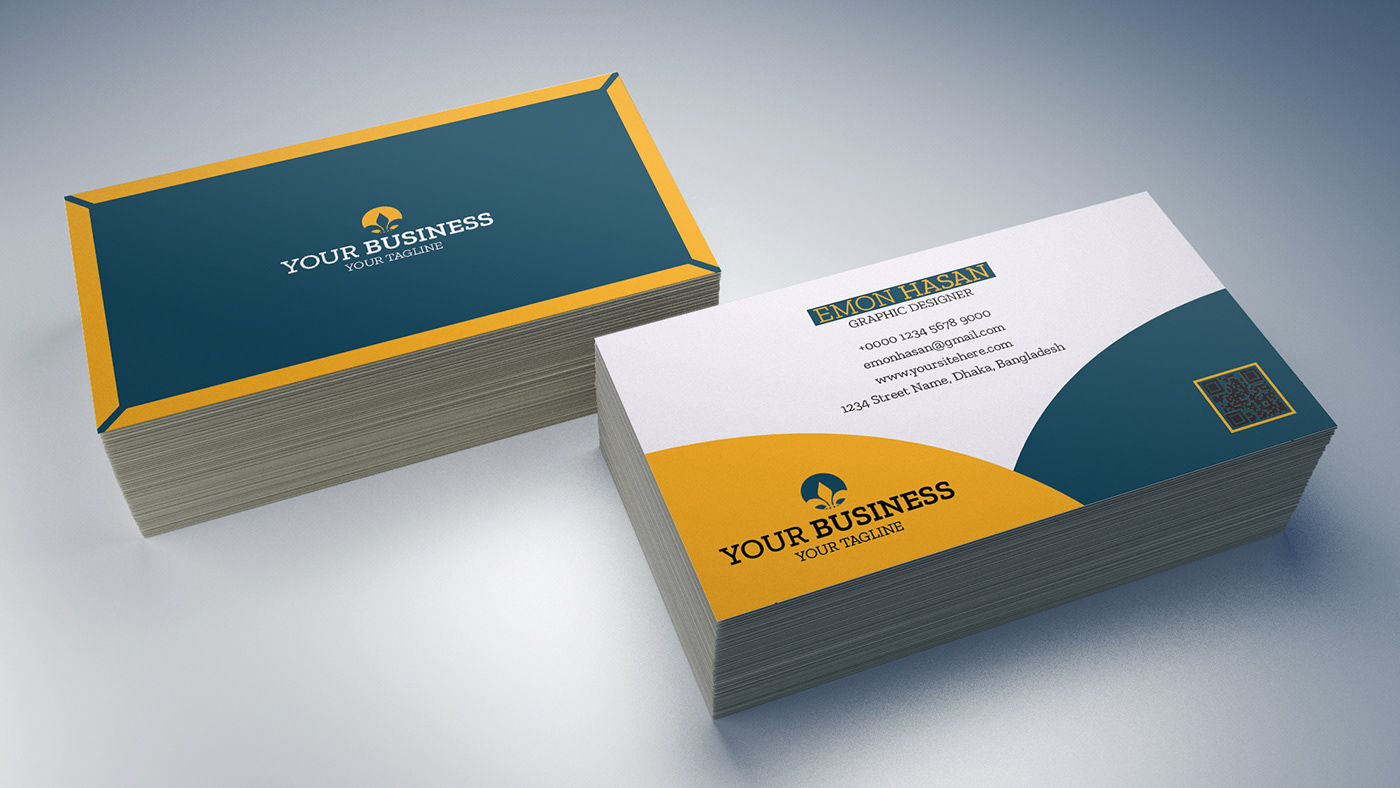 YOUR BUSINESS
YOUR TAGLINE
EMON HASAN
GRAPHIC DESIGNER
+0000 1234 5678 9000
emonhasan@gmail.com
www.yoursitehere.com
1234 Street Name, Dhaka, Bangladesh
YOUR BUSINESS
YOUR TAGLINE